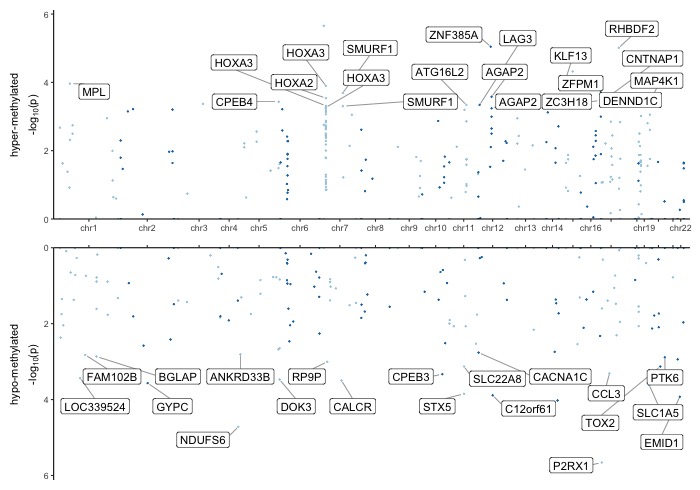 6
4
2
0
hyper-methylated
-log10(p)
RHBDF2
ZNF385A
LAG3
SMURF1
HOXA3
KLF13
CNTNAP1
HOXA3
ATG16L2
AGAP2
HOXA2
HOXA3
ZFPM1
MAP4K1
MPL
CPEB4
SMURF1
AGAP2
ZC3H18
DENND1C
chr1 chr2 chr3 chr4 chr5 chr6 chr7 chr8 chr9 chr10 chr11 chr12 chr13 chr14 chr16 chr17 chr19 chr22
0
2
4
6
hypo-methylated
-log10(p)
FAM102B
BGLAP
ANKRD33B
RP9P
CPEB3
SLC22A8
CACNA1C
PTK6
CCL3
LOC339524
GYPC
DOK3
CALCR
STX5
C12orf61
SLC1A5
TOX2
NDUFS6
EMID1
P2RX1